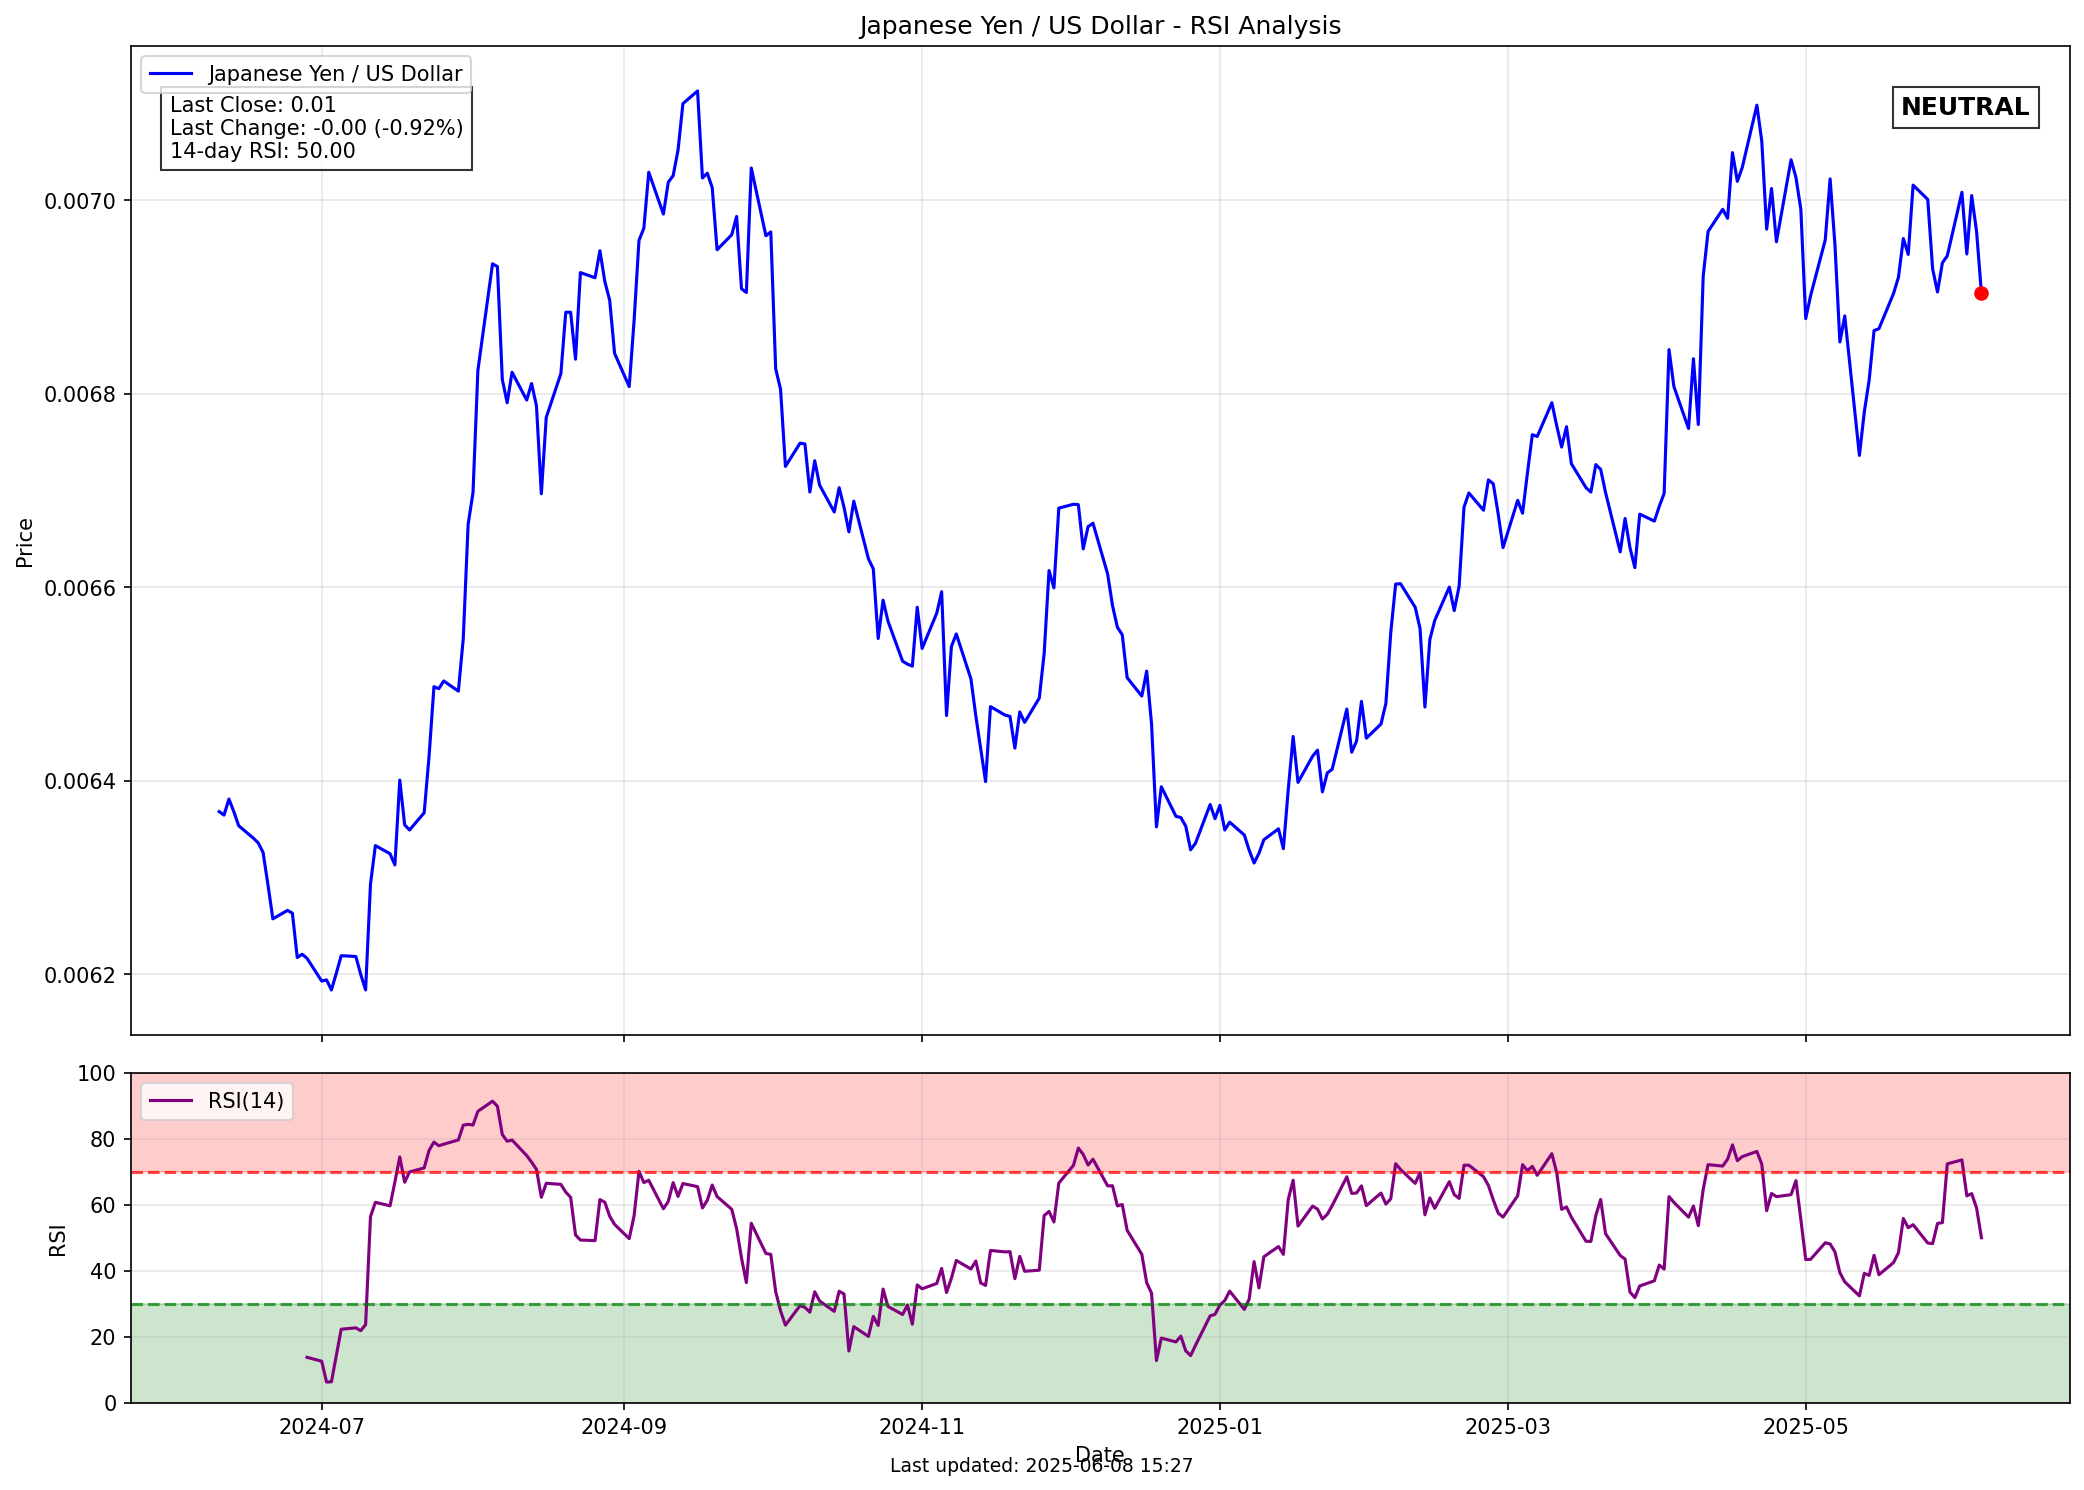 Japanese Yen / US Dollar - RSI Analysis
Japanese Yen / US Dollar
Last Close: 0.01
Last Change: -0.00 (-0.92%)
14-day RSI: 50.00
NEUTRAL
Price
0.0070
0.0068
0.0066
0.0064
0.0062
RSI(14)
RSI
100
80
60
40
20
0
2024-07
2024-09
2024-11
2025-01
2025-03
2025-05
Date
Last updated: 2025-06-08 15:27